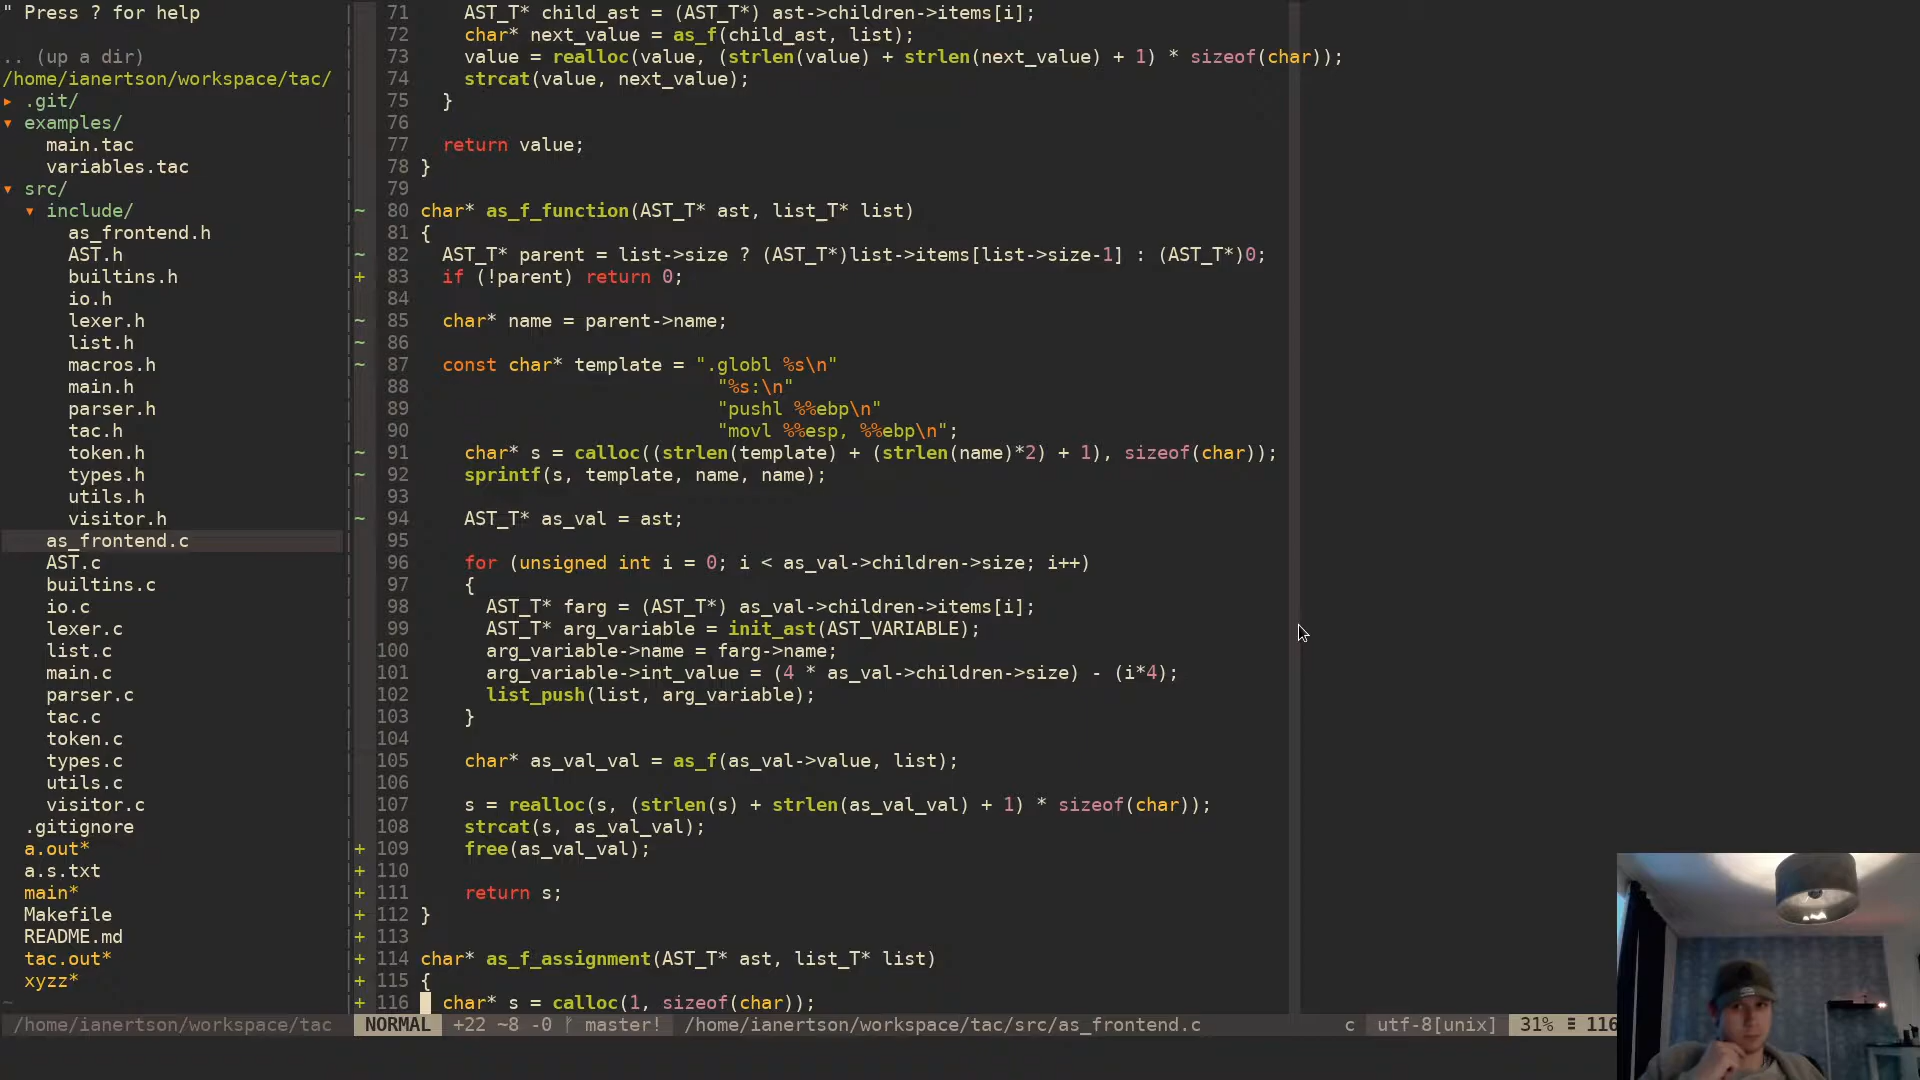 " Press ? for help
.. (up a dir)
/home/ianertson/workspace/tac/
▸ .git/
▾ examples/
main.tac
variables.tac
▾ src/
▾ include/
as_frontend.h
AST.h
builtins.h
io.h
lexer.h
list.h
macros.h
main.h
parser.h
tac.h
token.h
types.h
utils.h
visitor.h
as_frontend.c
AST.c
builtins.c
io.c
lexer.c
list.c
main.c
parser.c
tac.c
token.c
types.c
utils.c
visitor.c
.gitignore
a.out*
a.s.txt
main*
Makefile
README.md
tac.out*
xyzz*
~
71 AST_T* child_ast = (AST_T*) ast->children->items[i];
72 char* next_value = as_f(child_ast, list);
73 value = realloc(value, (strlen(value) + strlen(next_value) + 1) * sizeof(char));
74 strcat(value, next_value);
75 }
76
77 return value;
78 }
79
~ 80 char* as_f_function(AST_T* ast, list_T* list)
81 {
~ 82 AST_T* parent = list->size ? (AST_T*)list->items[list->size-1] : (AST_T*)0;
+ 83 if (!parent) return 0;
84
~ 85 char* name = parent->name;
~ 86
~ 87 const char* template = ".globl %s\n"
88 "%s:\n"
89 "pushl %%ebp\n"
90 "movl %%esp, %%ebp\n";
~ 91 char* s = calloc((strlen(template) + (strlen(name)*2) + 1), sizeof(char));
~ 92 sprintf(s, template, name, name);
93
~ 94 AST_T* as_val = ast;
95
96 for (unsigned int i = 0; i < as_val->children->size; i++)
97 {
98 AST_T* farg = (AST_T*) as_val->children->items[i];
99 AST_T* arg_variable = init_ast(AST_VARIABLE);
100 arg_variable->name = farg->name;
101 arg_variable->int_value = (4 * as_val->children->size) - (i*4);
102 list_push(list, arg_variable);
103 }
104
105 char* as_val_val = as_f(as_val->value, list);
106
107 s = realloc(s, (strlen(s) + strlen(as_val_val) + 1) * sizeof(char));
108 strcat(s, as_val_val);
+ 109 free(as_val_val);
+ 110
+ 111 return s;
+ 112 }
+ 113
+ 114 char* as_f_assignment(AST_T* ast, list_T* list)
+ 115 {
+ 116 char* s = calloc(1, sizeof(char));
/home/ianertson/workspace/tac NORMAL +22 ~8 -0 ᚠ master! /home/ianertson/workspace/tac/src/as_frontend.c c utf-8[unix] 31% ≡ 116